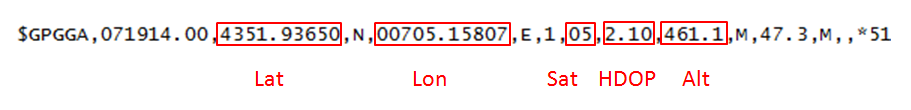 $GPGGA,071914.00,4351.93650,N,00705.15807,E,1,05,2.10,461.1,M,47.3,M,,*51
Lat Lon Sat HDOP Alt